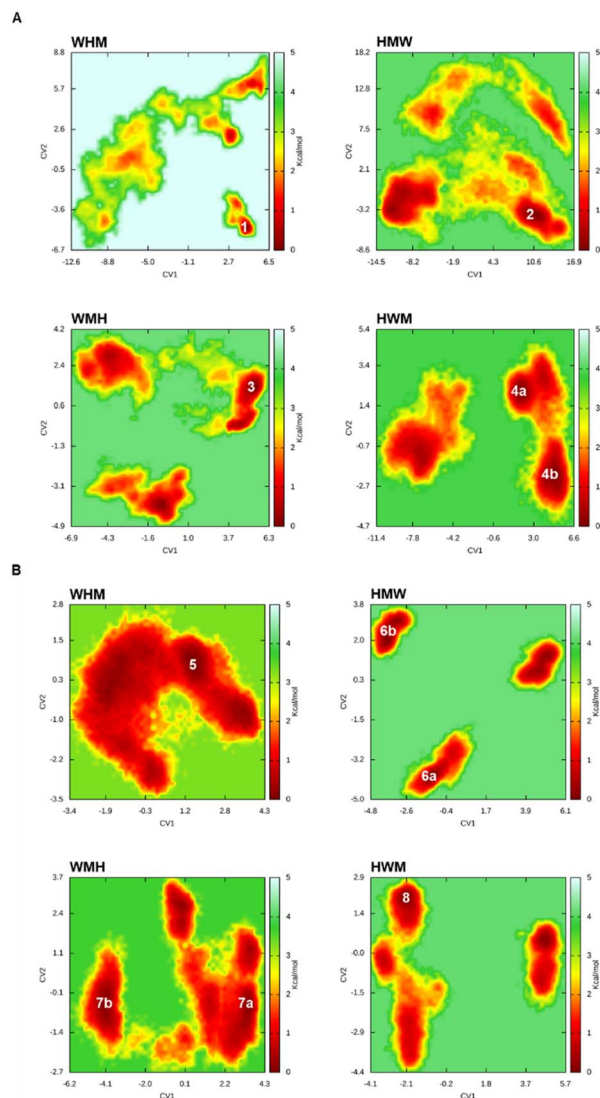 A
WHM
8.8
5.7
2.6
-0.5
-3.6
-6.7
CV2
1
-12.6 -8.8 -5.0 -1.1 2.7 6.5
CV1
5
4
3
2
1
0
Kcal/mol
HMW
18.2
12.8
7.5
2.1
-3.2
-8.6
CV2
2
-14.5 -8.2 -1.9 4.3 10.6 16.9
CV1
5
4
3
2
1
0
Kcal/mol
WMH
4.2
2.4
0.6
-1.3
-3.1
-4.9
CV2
3
-6.9 -4.3 -1.6 1.0 3.6 6.3
CV1
5
4
3
2
1
0
Kcal/mol
HWM
5.4
3.4
1.4
-0.7
-2.7
-4.7
CV2
4a
4b
-11.4 -7.8 -4.2 -0.6 3.0 6.6
CV1
5
4
3
2
1
0
Kcal/mol
B
WHM
2.8
1.5
0.3
-1.0
-2.2
-3.5
CV2
5
-3.4 -1.9 -0.3 1.2 2.8 4.3
CV1
5
4
3
2
1
0
Kcal/mol
HMW
3.8
2.0
0.3
-1.5
-3.2
-5.0
CV2
6b
6a
-4.7 -2.6 -0.4 1.7 3.9 6.1
CV1
5
4
3
2
1
0
Kcal/mol
WMH
3.7
2.4
1.1
-0.1
-1.4
-2.7
CV2
7b
7a
-6.2 -4.1 -2.0 0.1 2.2 4.3
CV1
5
4
3
2
1
0
Kcal/mol
HWM
2.9
1.4
-0.0
-1.5
-2.9
-4.4
CV2
8
-4.1 -2.1 -0.2 1.7 3.7 5.7
CV1
5
4
3
2
1
0
Kcal/mol